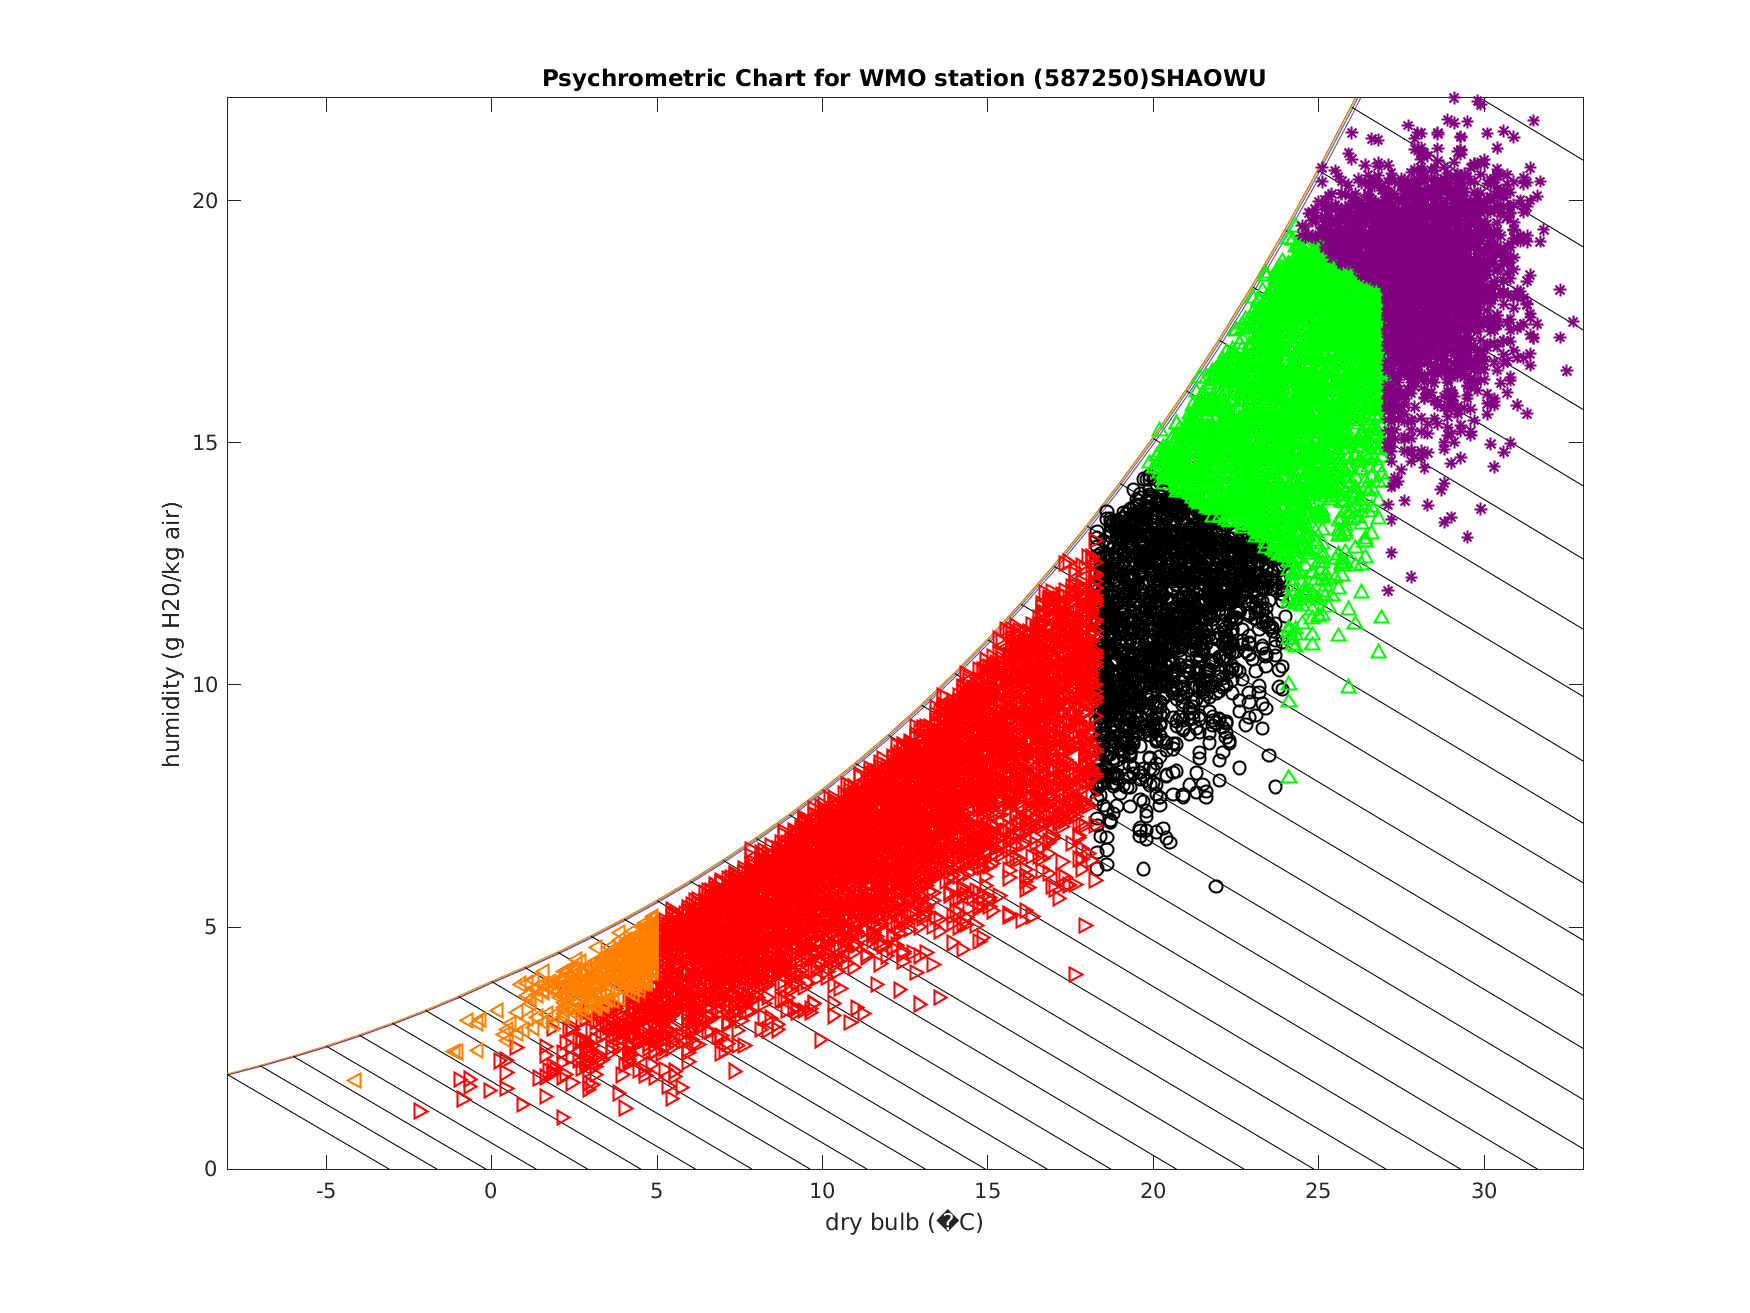 Psychrometric Chart for WMO station (587250)SHAOWU
20
15
10
5
0
humidity (g H20/kg air)
-5 0 5 10 15 20 25 30
dry bulb (�C)